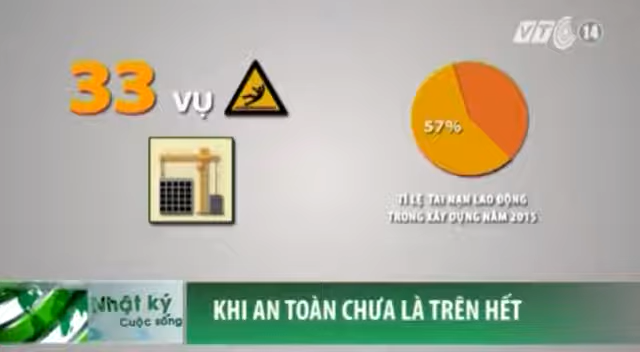 VTC 14
33 VỤ
57%
TỈ LỆ TAI NẠN LAO ĐỘNG
TRONG XÂY DỰNG NĂM 2015
Nhật ký
Cuộc sống
KHI AN TOÀN CHƯA LÀ TRÊN HẾT